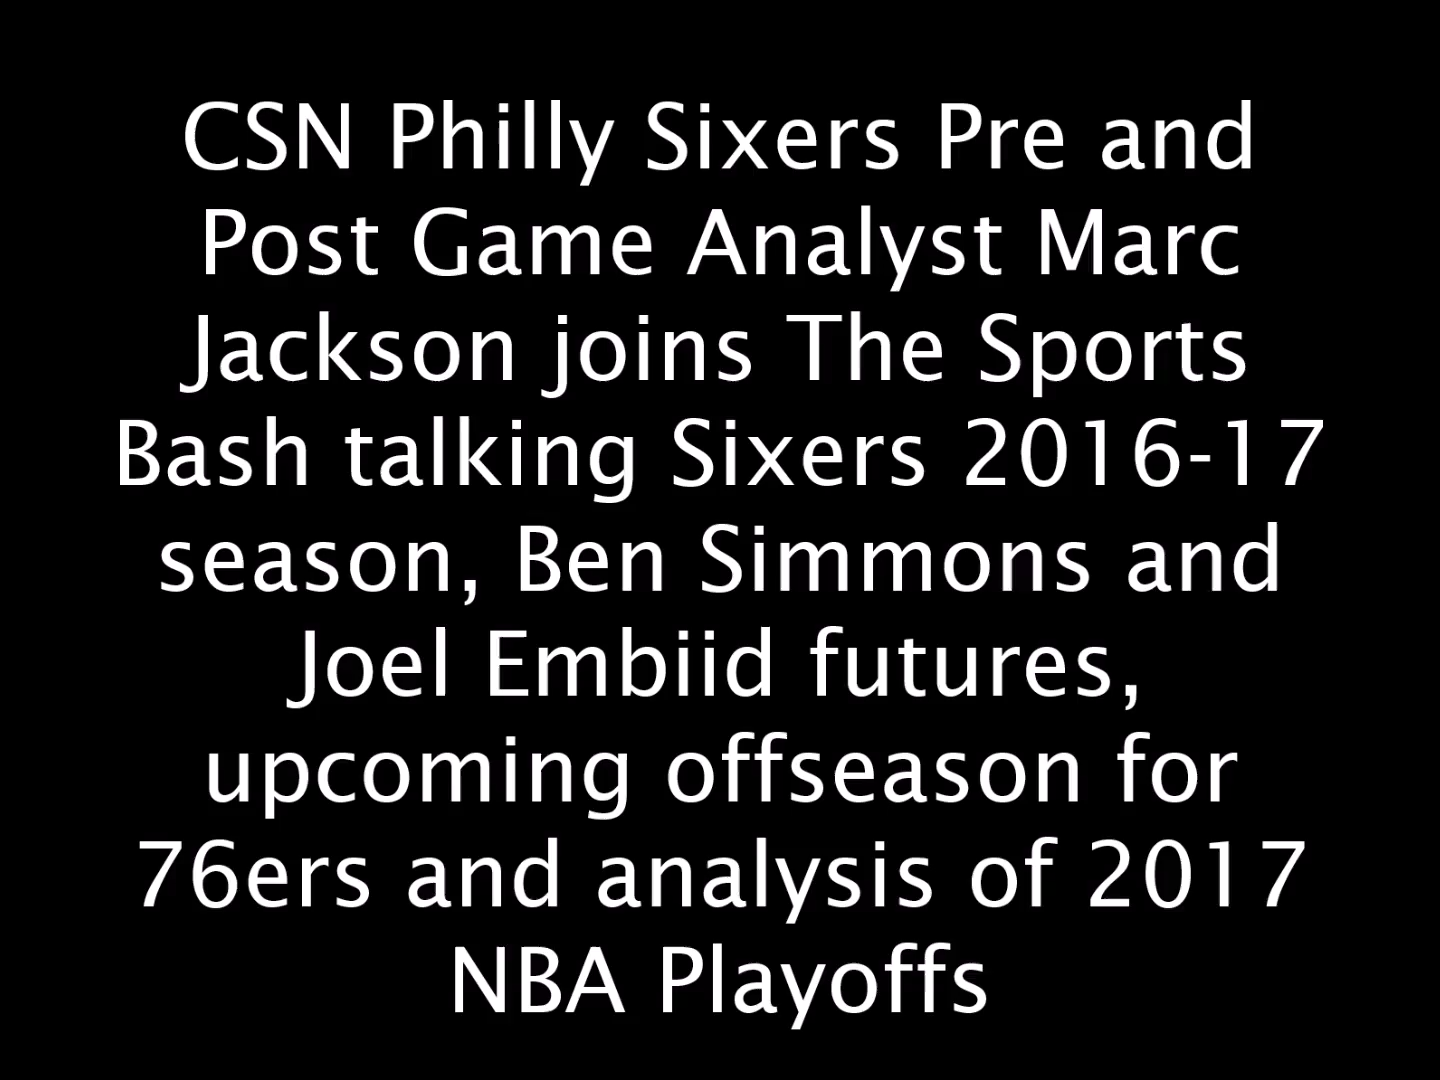 CSN Philly Sixers Pre and
Post Game Analyst Marc
Jackson joins The Sports
Bash talking Sixers 2016-17
season, Ben Simmons and
Joel Embiid futures,
upcoming offseason for
76ers and analysis of 2017
NBA Playoffs